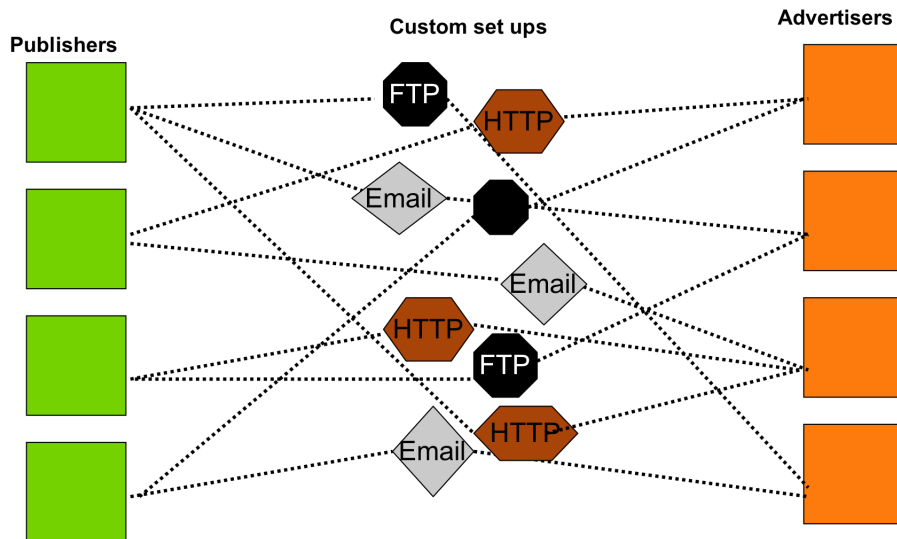 Advertisers
Custom set ups
Publishers
FTP
HTTP
Email
Email
HTTP
FTP
HTTP
Email